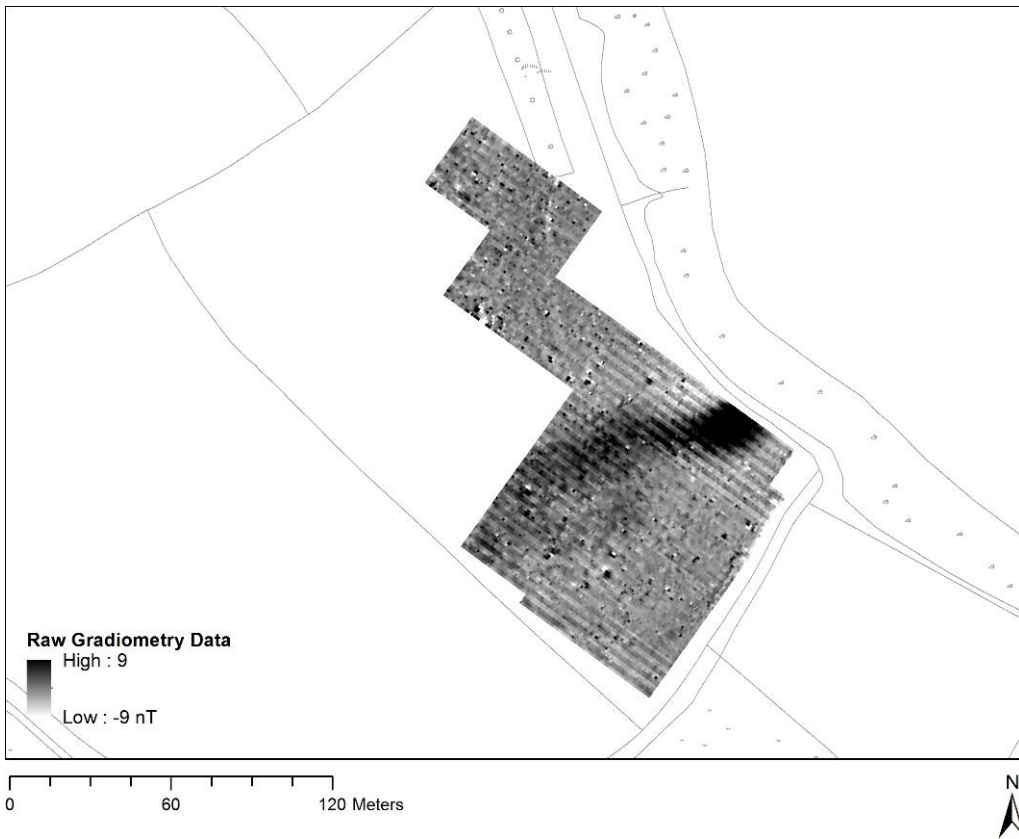 Raw Gradiometry Data
High : 9
Low : -9 nT
0 60 120 Meters
N